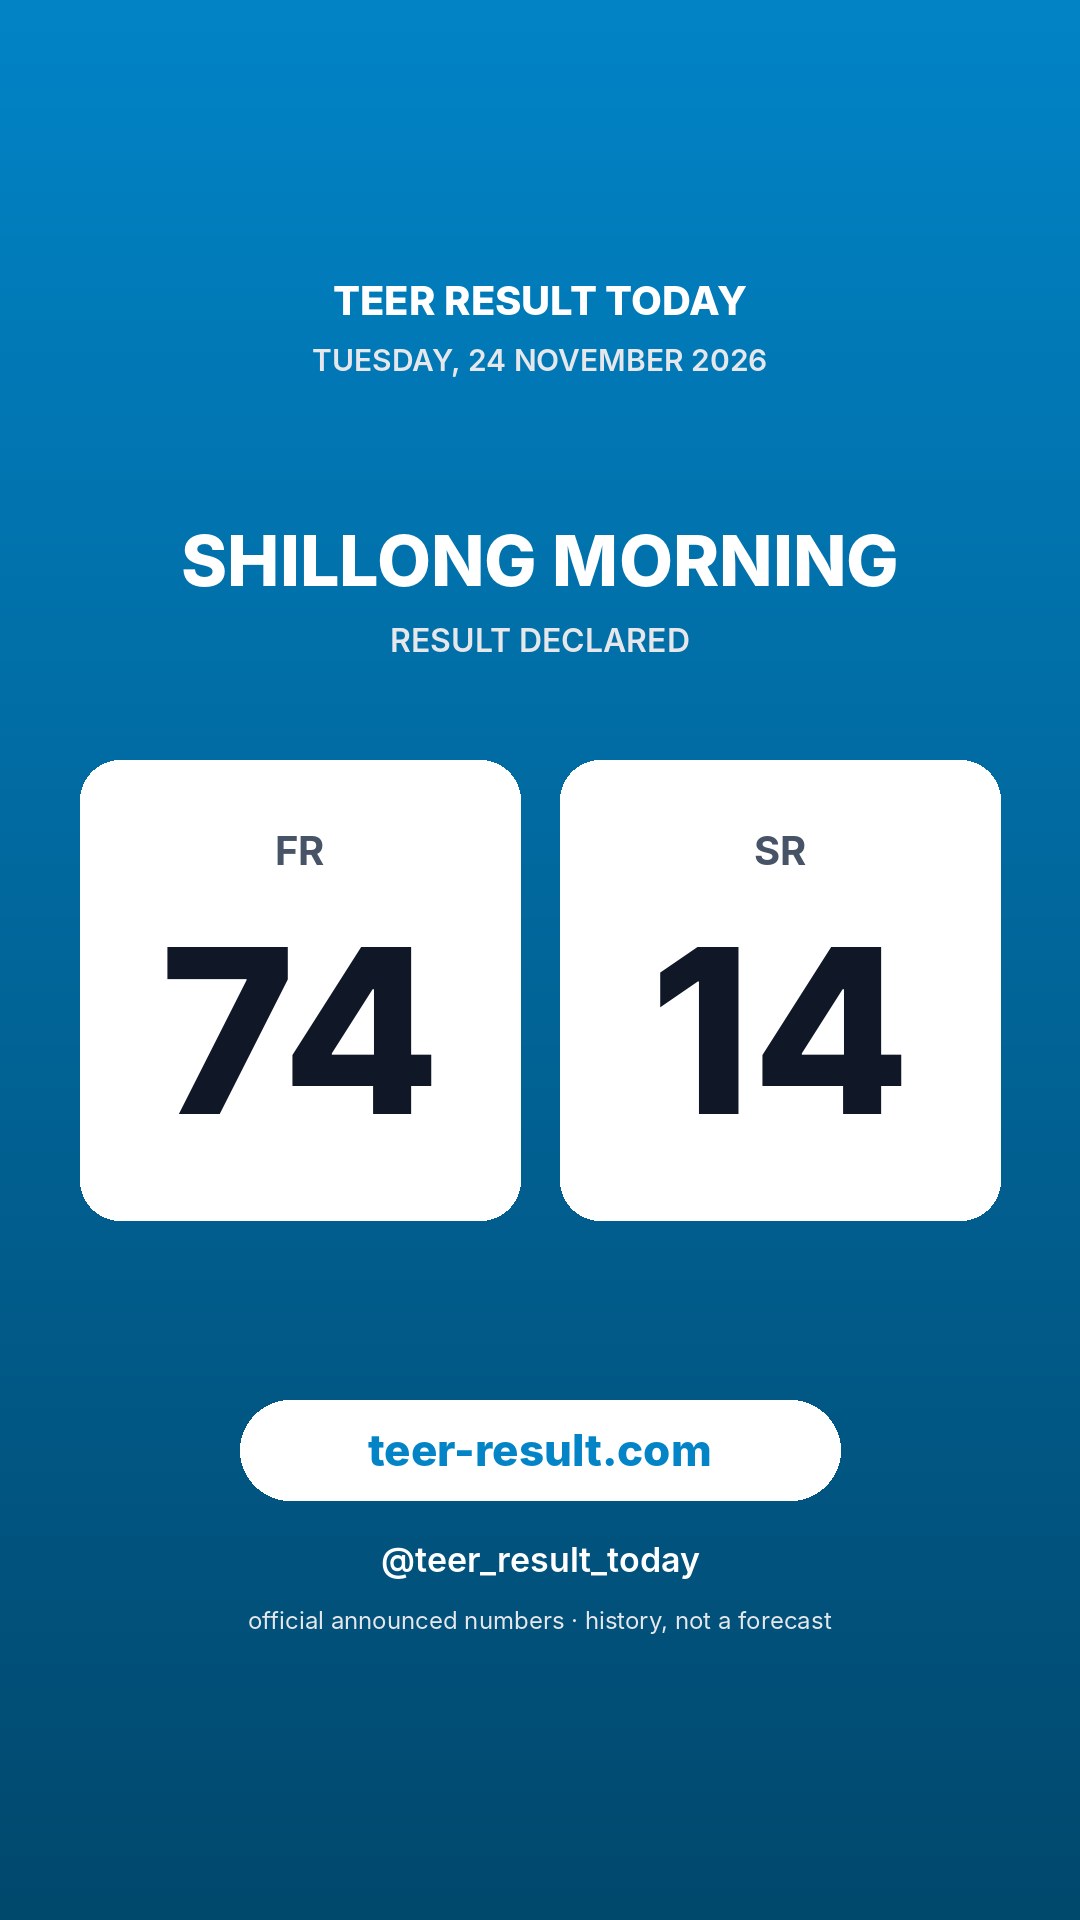 TEER RESULT TODAY
TUESDAY, 24 NOVEMBER 2026
SHILLONG MORNING
RESULT DECLARED
FR
74
SR
14
teer-result.com
@teer_result_today
official announced numbers · history, not a forecast